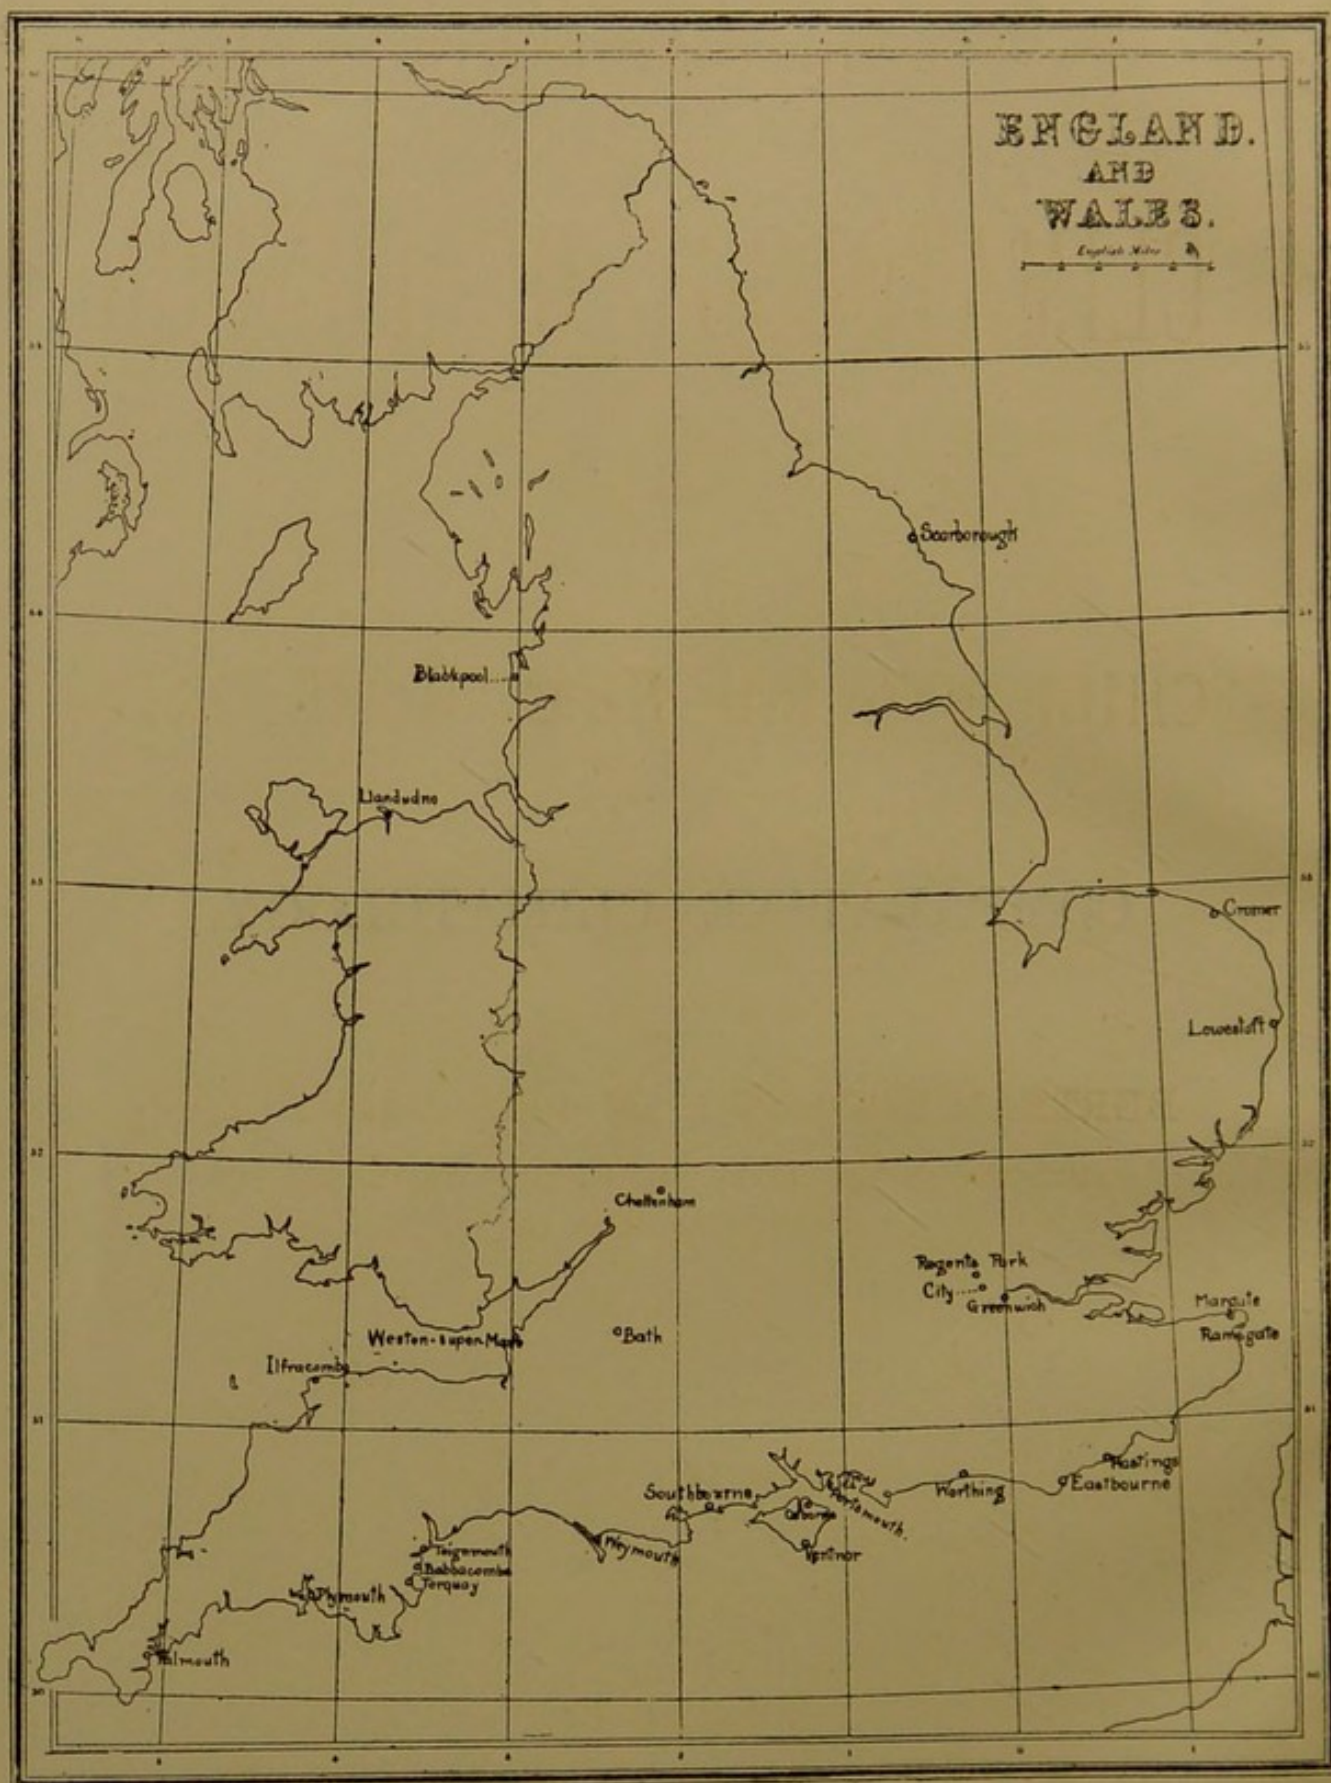 ENGLAND.
AND
WALES.
English Miles
Scarborough
Blackpool....
Llandudno
Cromer
Lowestoft
Cheltenham
Regents Park
City....
Greenwich
Margate
Ramsgate
Bath
Weston-super-Mare
Ilfracombe
Hastings
Eastbourne
Worthing
Southbourne
Portsmouth.
Osborne
Ventnor
Weymouth
Teignmouth
Babbacombe
Torquay
Plymouth
Falmouth